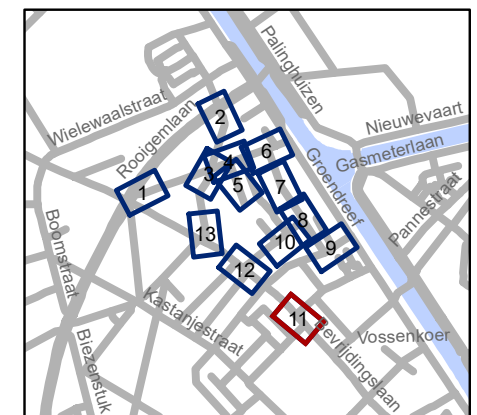 Palinghuizen
Wielewaalstraat
Rooigemlaan
Nieuwevaart
Gasmeterlaan
Groendreef
Pannestraat
Boomstraat
Kastanjestraat
Biezenstuk
Bevrijdingslaan
Vossenkoer
1
2
3
4
5
6
7
8
9
10
11
12
13